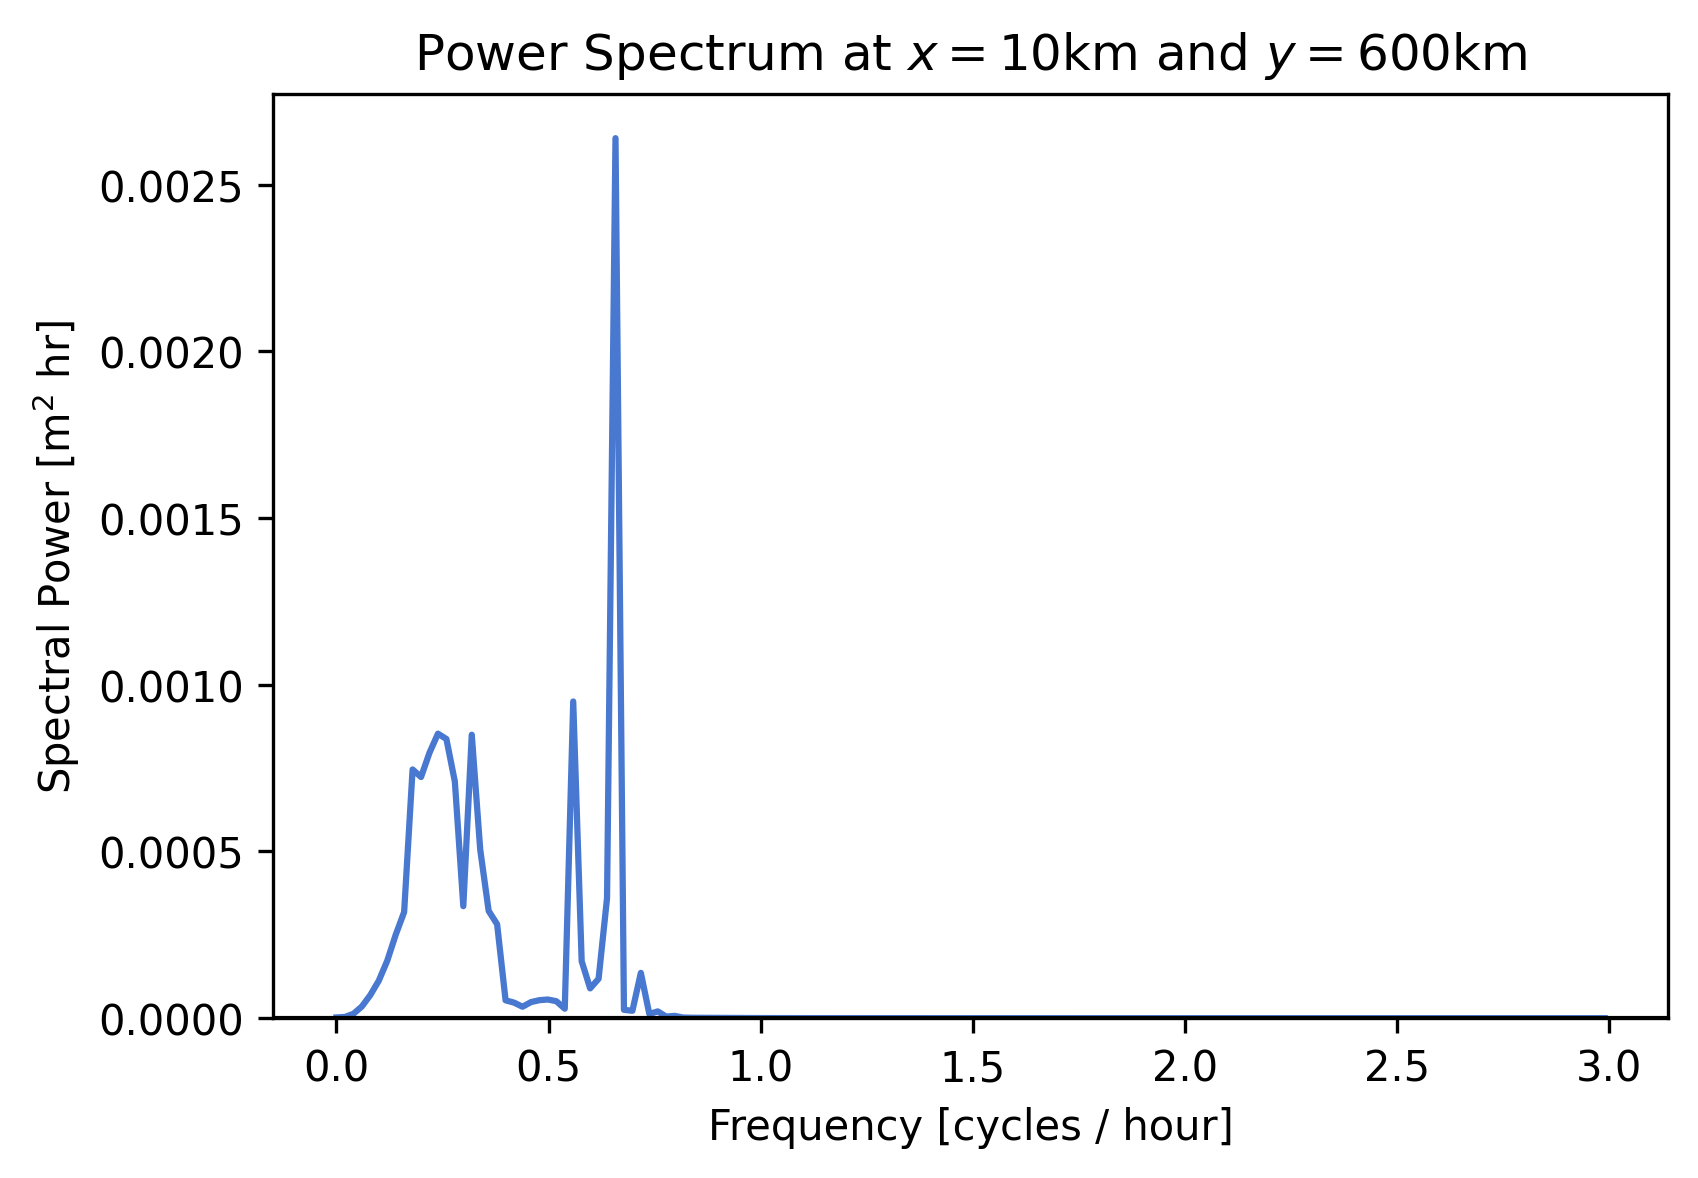 Power Spectrum at x = 10km and y = 600km
Spectral Power [m² hr]
0.0025
0.0020
0.0015
0.0010
0.0005
0.0000
0.0 0.5 1.0 1.5 2.0 2.5 3.0
Frequency [cycles / hour]